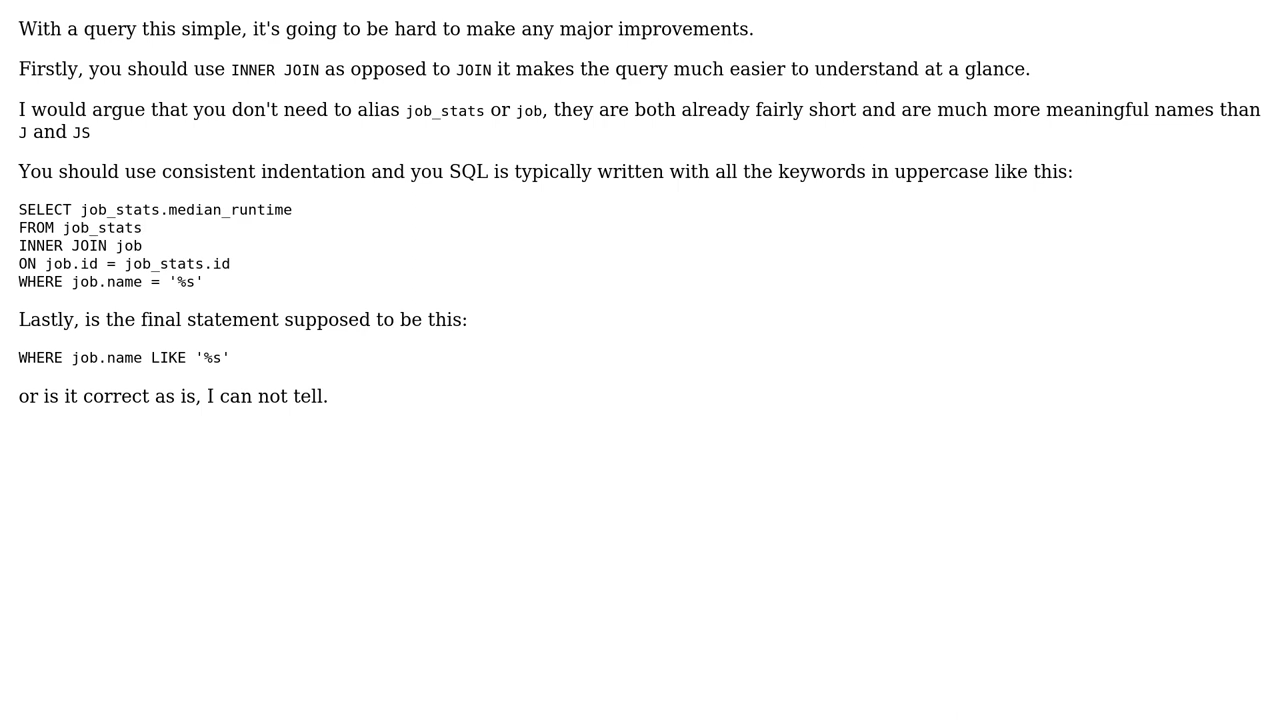 With a query this simple, it's going to be hard to make any major improvements.
Firstly, you should use INNER JOIN as opposed to JOIN it makes the query much easier to understand at a glance.
I would argue that you don't need to alias job_stats or job, they are both already fairly short and are much more meaningful names than
J and JS
You should use consistent indentation and you SQL is typically written with all the keywords in uppercase like this:
SELECT job_stats.median_runtime
FROM job_stats
INNER JOIN job
ON job.id = job_stats.id
WHERE job.name = '%s'
Lastly, is the final statement supposed to be this:
WHERE job.name LIKE '%s'
or is it correct as is, I can not tell.